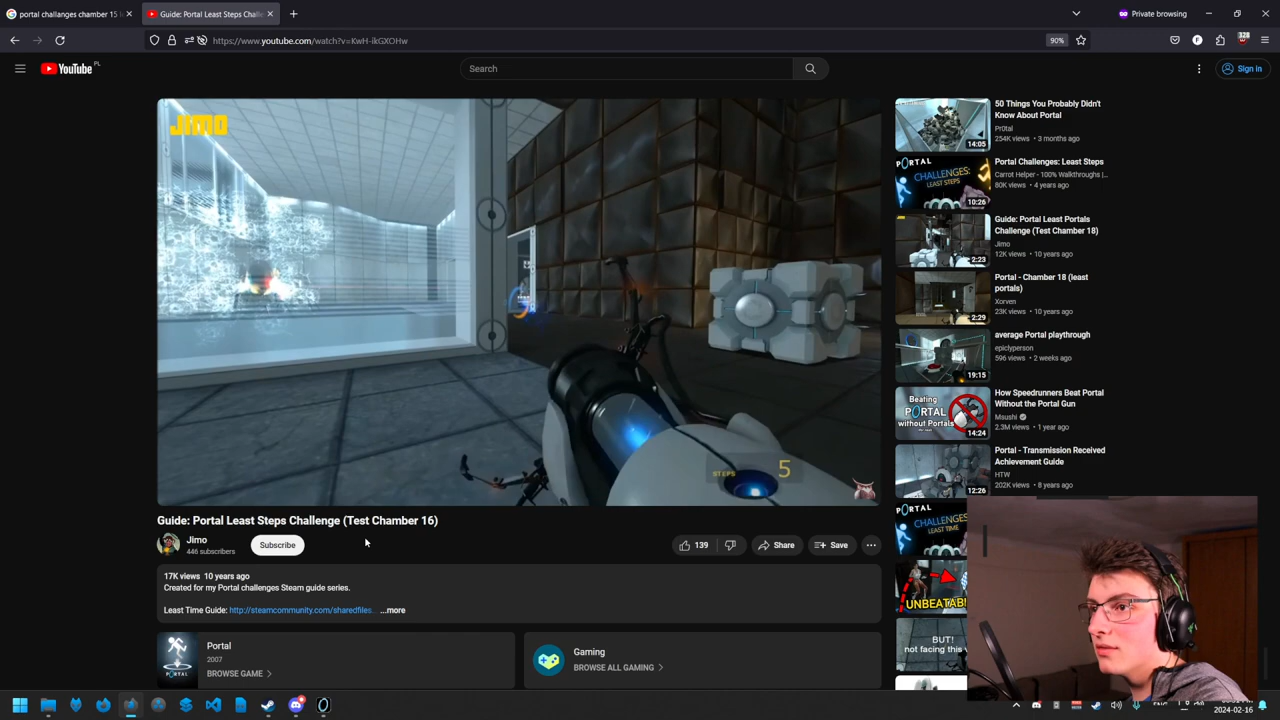 portal challanges chamber 15 l
Guide: Portal Least Steps Challe
Private browsing
https://www.youtube.com/watch?v=KwH-ikGXOHw
90%
328
YouTube PL
Search
Sign in
JIMO
STEPS 5
Guide: Portal Least Steps Challenge (Test Chamber 16)
Jimo
446 subscribers
Subscribe
139
Share
Save
17K views 10 years ago
Created for my Portal challenges Steam guide series.
Least Time Guide: http://steamcommunity.com/sharedfiles... ...more
Portal
2007
BROWSE GAME
Gaming
BROWSE ALL GAMING
14:05
50 Things You Probably Didn't
Know About Portal
Pr0tal
254K views • 3 months ago
PORTAL
CHALLENGES:
LEAST STEPS
10:26
Portal Challenges: Least Steps
Carrot Helper - 100% Walkthroughs |...
80K views • 4 years ago
2:23
Guide: Portal Least Portals
Challenge (Test Chamber 18)
Jimo
12K views • 10 years ago
2:29
Portal - Chamber 18 (least
portals)
Xorven
23K views • 10 years ago
19:15
average Portal playthrough
epiclyperson
596 views • 2 weeks ago
Beating
PORTAL
without Portals
14:24
How Speedrunners Beat Portal
Without the Portal Gun
Msushi
2.3M views • 1 year ago
12:26
Portal - Transmission Received
Achievement Guide
HTW
202K views • 8 years ago
PORTAL
CHALLENGES
LEAST TIME
UNBEATABL
BUT!
not facing this
ENG
2024-02-16